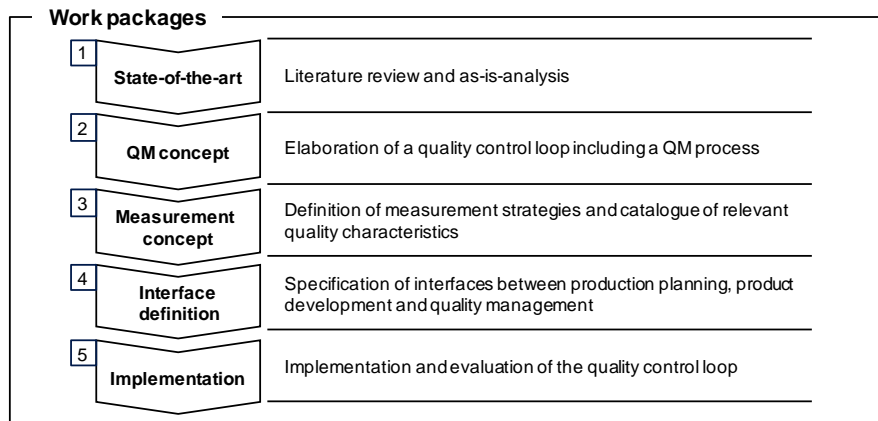 Work packages
1
State-of-the-art
Literature review and as-is-analysis
2
QM concept
Elaboration of a quality control loop including a QM process
3
Measurement
concept
Definition of measurement strategies and catalogue of relevant
quality characteristics
4
Interface
definition
Specification of interfaces between production planning, product
development and quality management
5
Implementation
Implementation and evaluation of the quality control loop